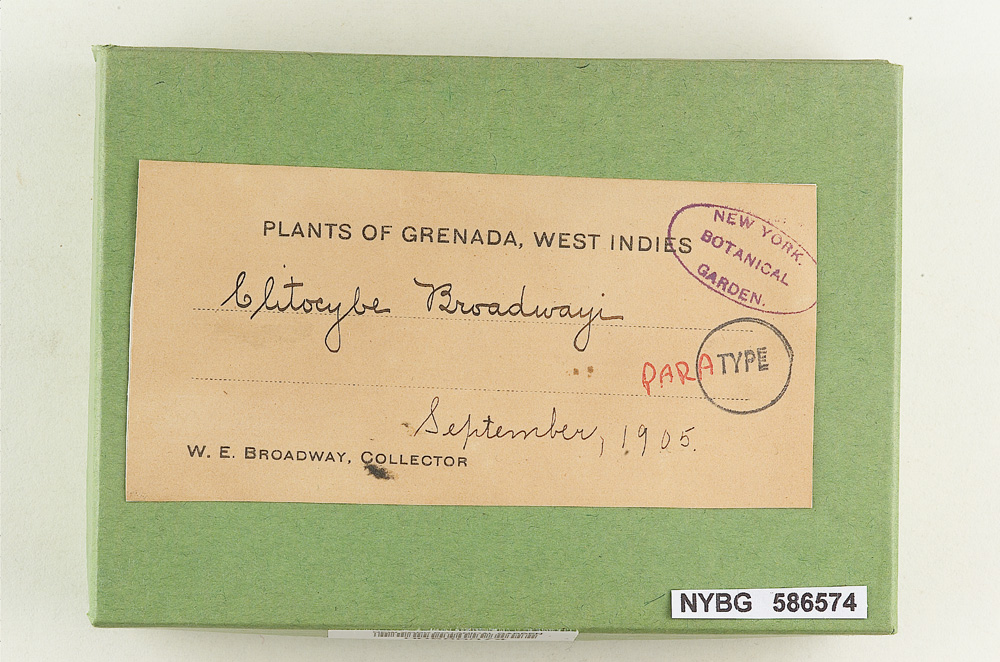 PLANTS OF GRENADA, WEST INDIES
NEW YORK.
BOTANICAL
GARDEN.
Clitocybe Broadwayi
PARATYPE
September, 1905.
W. E. BROADWAY, COLLECTOR
NYBG 586574